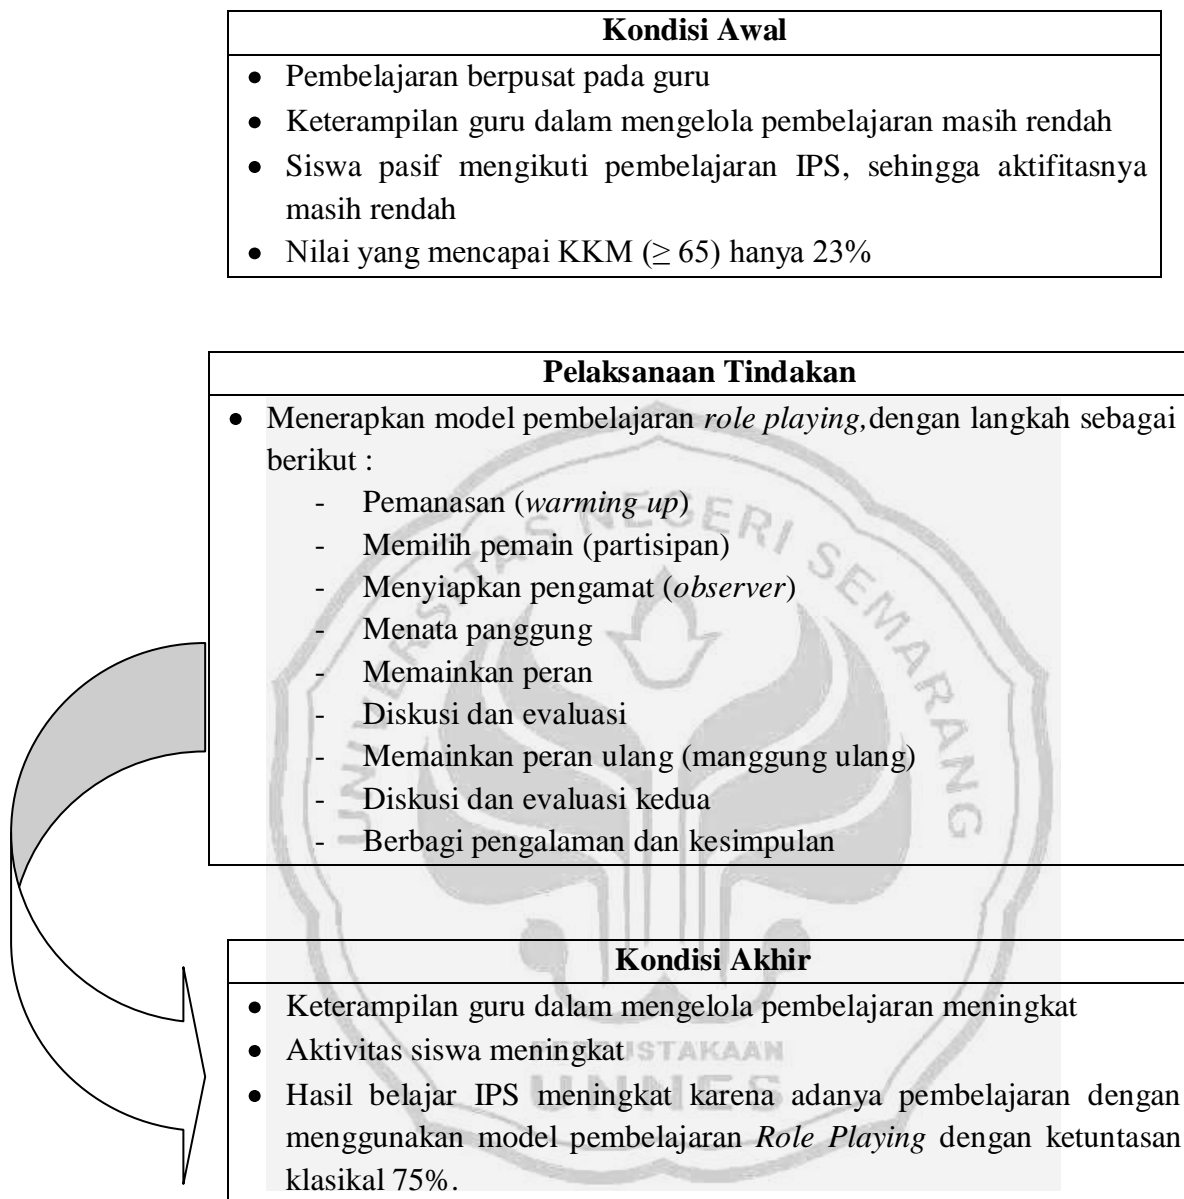 Kondisi Awal
• Pembelajaran berpusat pada guru
• Keterampilan guru dalam mengelola pembelajaran masih rendah
• Siswa pasif mengikuti pembelajaran IPS, sehingga aktifitasnya
masih rendah
• Nilai yang mencapai KKM (≥ 65) hanya 23%
Pelaksanaan Tindakan
• Menerapkan model pembelajaran role playing,dengan langkah sebagai
berikut :
- Pemanasan (warming up)
- Memilih pemain (partisipan)
- Menyiapkan pengamat (observer)
- Menata panggung
- Memainkan peran
- Diskusi dan evaluasi
- Memainkan peran ulang (manggung ulang)
- Diskusi dan evaluasi kedua
- Berbagi pengalaman dan kesimpulan
Kondisi Akhir
• Keterampilan guru dalam mengelola pembelajaran meningkat
• Aktivitas siswa meningkat
• Hasil belajar IPS meningkat karena adanya pembelajaran dengan
menggunakan model pembelajaran Role Playing dengan ketuntasan
klasikal 75%.
UNIVERSITAS NEGERI SEMARANG
PERPUSTAKAAN
UNNES